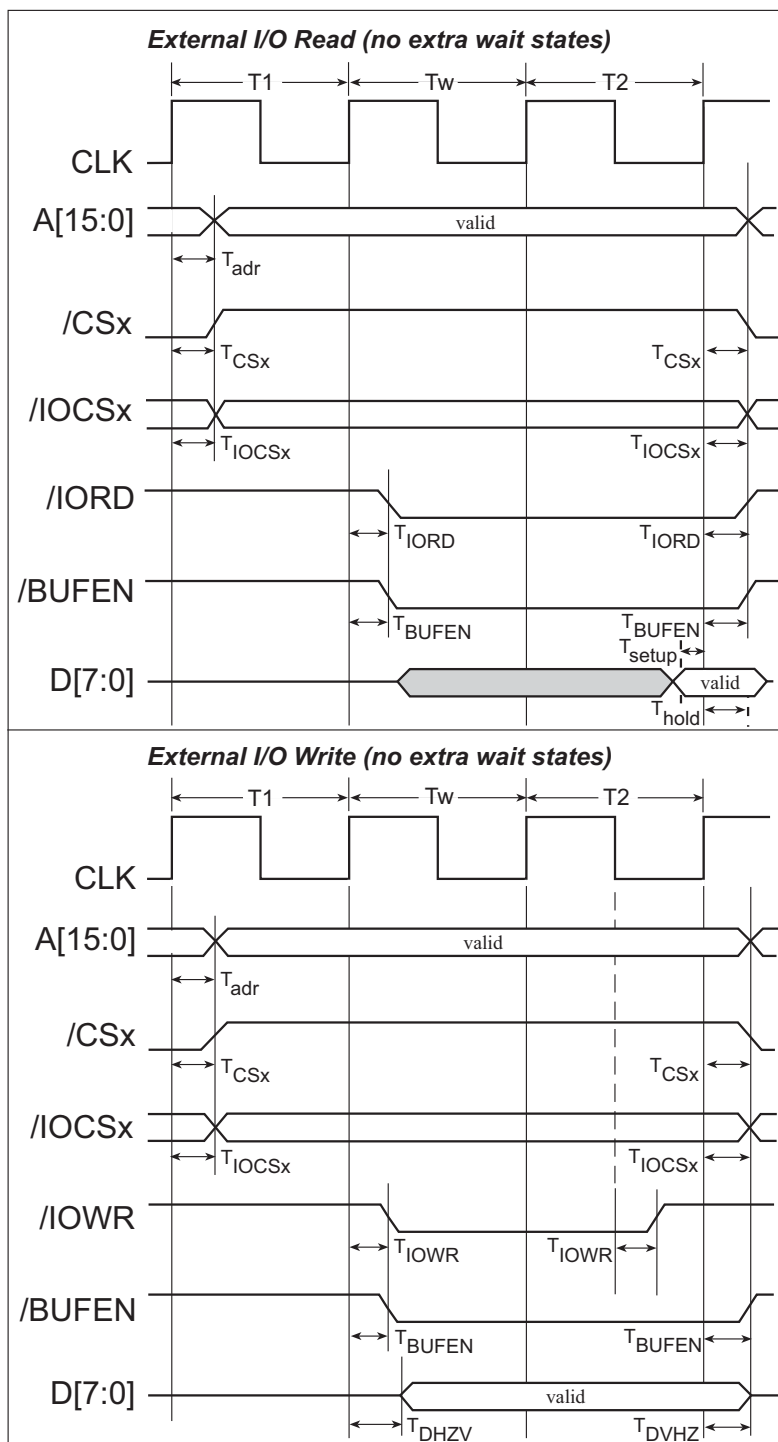 External I/O Read (no extra wait states)
T1 Tw T2
CLK
A[15:0] valid
Tadr
/CSx
TCSx TCSx
/IOCSx
TIOCSx TIOCSx
/IORD
TIORD TIORD
/BUFEN
TBUFEN TBUFEN
Tsetup
D[7:0] valid
Thold
External I/O Write (no extra wait states)
T1 Tw T2
CLK
A[15:0] valid
Tadr
/CSx
TCSx TCSx
/IOCSx
TIOCSx TIOCSx
/IOWR
TIOWR TIOWR
/BUFEN
TBUFEN TBUFEN
D[7:0] valid
TDHZV TDVHZ